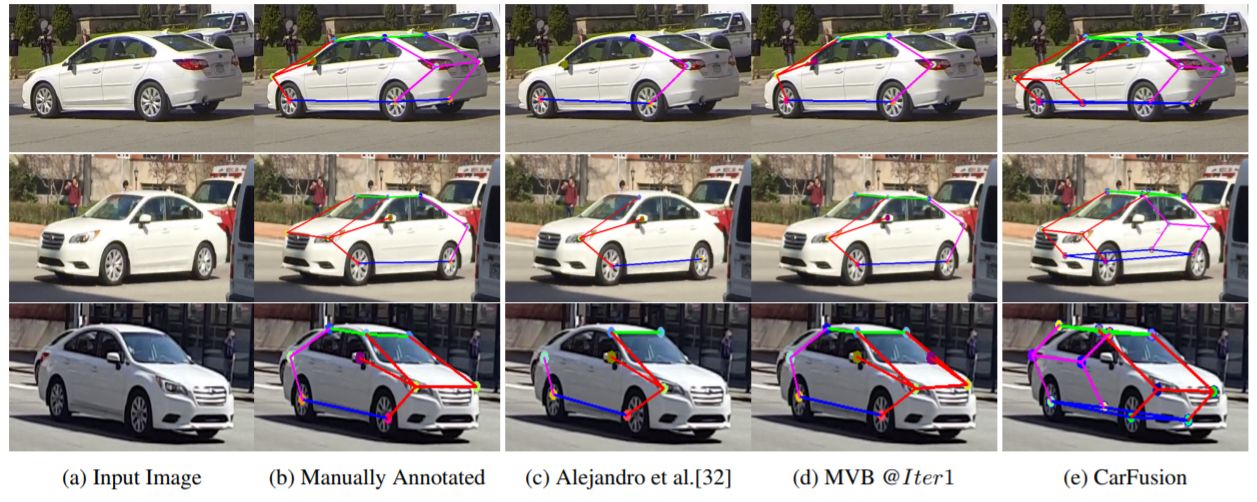 (a) Input Image
(b) Manually Annotated
(c) Alejandro et al.[32]
(d) MVB @Iter1
(e) CarFusion